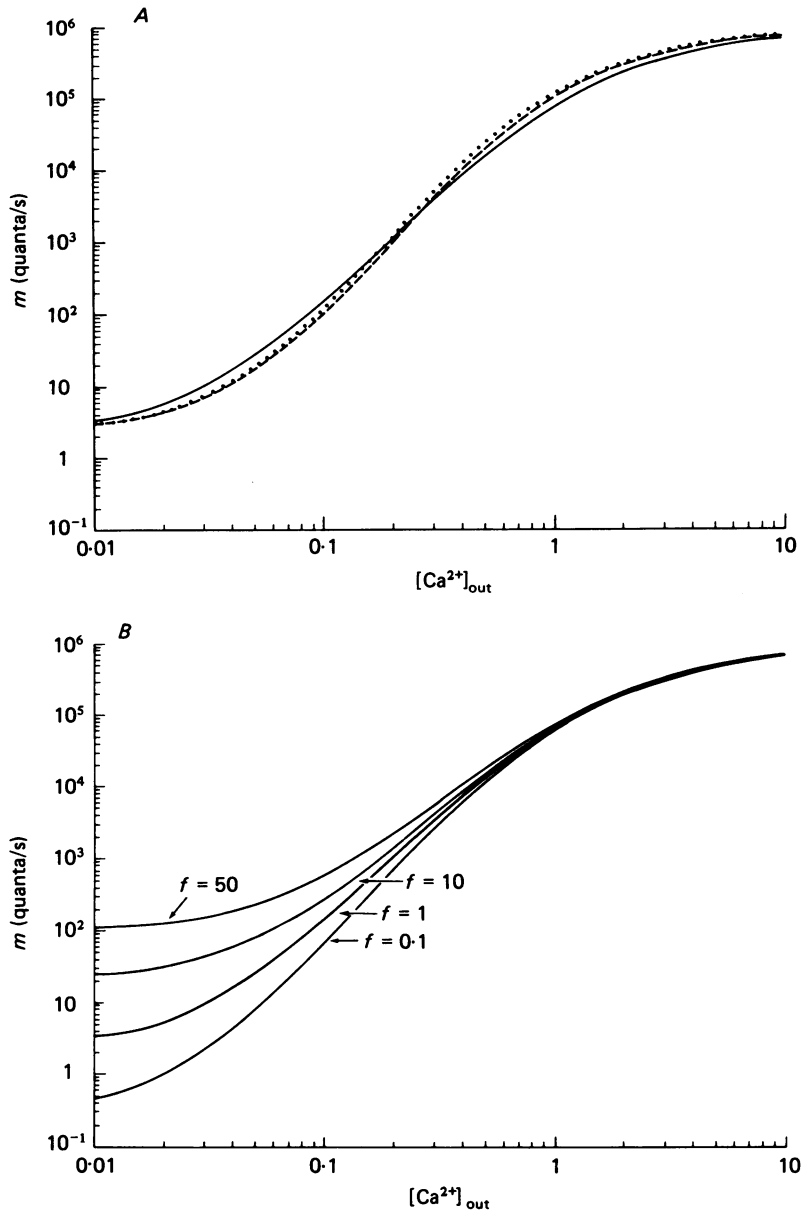 A
10⁶
10⁵
10⁴
10³
10²
10
1
10⁻¹
m (quanta/s)
0·01
0·1
1
10
[Ca²⁺]out
B
10⁶
10⁵
10⁴
10³
10²
10
1
10⁻¹
m (quanta/s)
f = 50
f = 10
f = 1
f = 0·1
0·01
0·1
1
10
[Ca²⁺]out